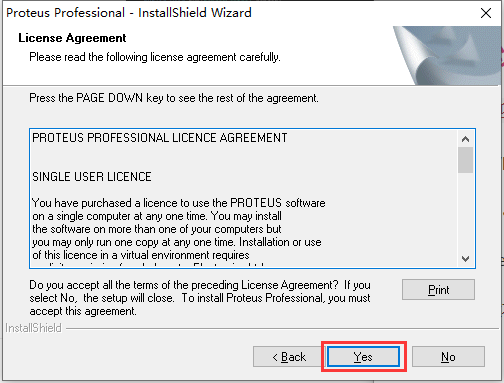 Proteus Professional - InstallShield Wizard
License Agreement
Please read the following license agreement carefully.
Press the PAGE DOWN key to see the rest of the agreement.
PROTEUS PROFESSIONAL LICENCE AGREEMENT
SINGLE USER LICENCE
You have purchased a licence to use the PROTEUS software
on a single computer at any one time. You may install
the software on more than one of your computers but
you may only run one copy at any one time. Installation or use
of this licence in a virtual environment requires
Do you accept all the terms of the preceding License Agreement? If you
select No, the setup will close. To install Proteus Professional, you must
accept this agreement.
Print
InstallShield
< Back
Yes
No